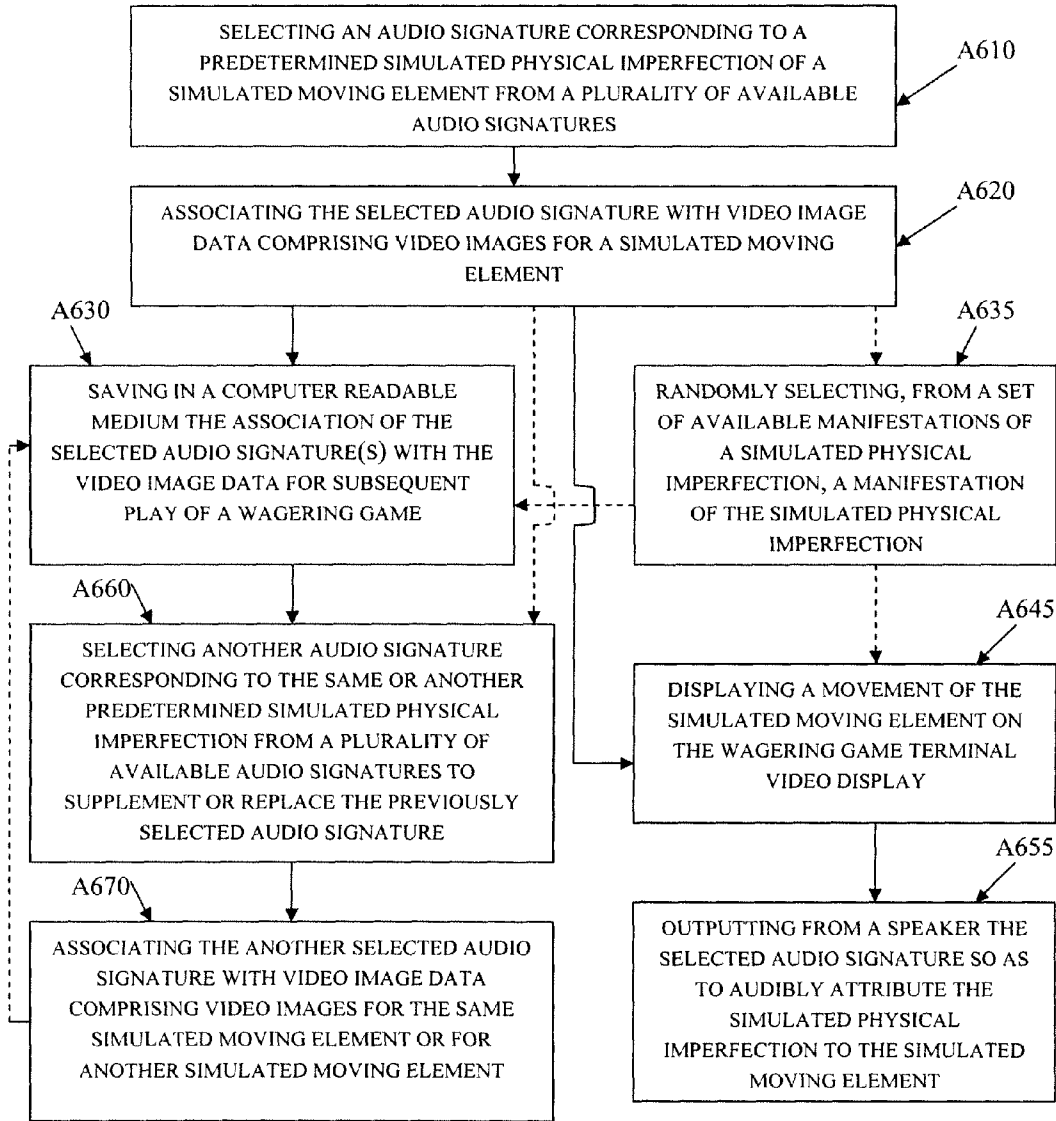 SELECTING AN AUDIO SIGNATURE CORRESPONDING TO A
PREDETERMINED SIMULATED PHYSICAL IMPERFECTION OF A
SIMULATED MOVING ELEMENT FROM A PLURALITY OF AVAILABLE
AUDIO SIGNATURES
A610
ASSOCIATING THE SELECTED AUDIO SIGNATURE WITH VIDEO IMAGE
DATA COMPRISING VIDEO IMAGES FOR A SIMULATED MOVING
ELEMENT
A620
A630
SAVING IN A COMPUTER READABLE
MEDIUM THE ASSOCIATION OF THE
SELECTED AUDIO SIGNATURE(S) WITH THE
VIDEO IMAGE DATA FOR SUBSEQUENT
PLAY OF A WAGERING GAME
A635
RANDOMLY SELECTING, FROM A SET
OF AVAILABLE MANIFESTATIONS OF
A SIMULATED PHYSICAL
IMPERFECTION, A MANIFESTATION
OF THE SIMULATED PHYSICAL
IMPERFECTION
A660
SELECTING ANOTHER AUDIO SIGNATURE
CORRESPONDING TO THE SAME OR ANOTHER
PREDETERMINED SIMULATED PHYSICAL
IMPERFECTION FROM A PLURALITY OF
AVAILABLE AUDIO SIGNATURES TO
SUPPLEMENT OR REPLACE THE PREVIOUSLY
SELECTED AUDIO SIGNATURE
A645
DISPLAYING A MOVEMENT OF THE
SIMULATED MOVING ELEMENT ON
THE WAGERING GAME TERMINAL
VIDEO DISPLAY
A670
ASSOCIATING THE ANOTHER SELECTED AUDIO
SIGNATURE WITH VIDEO IMAGE DATA
COMPRISING VIDEO IMAGES FOR THE SAME
SIMULATED MOVING ELEMENT OR FOR
ANOTHER SIMULATED MOVING ELEMENT
A655
OUTPUTTING FROM A SPEAKER THE
SELECTED AUDIO SIGNATURE SO AS
TO AUDIBLY ATTRIBUTE THE
SIMULATED PHYSICAL
IMPERFECTION TO THE SIMULATED
MOVING ELEMENT